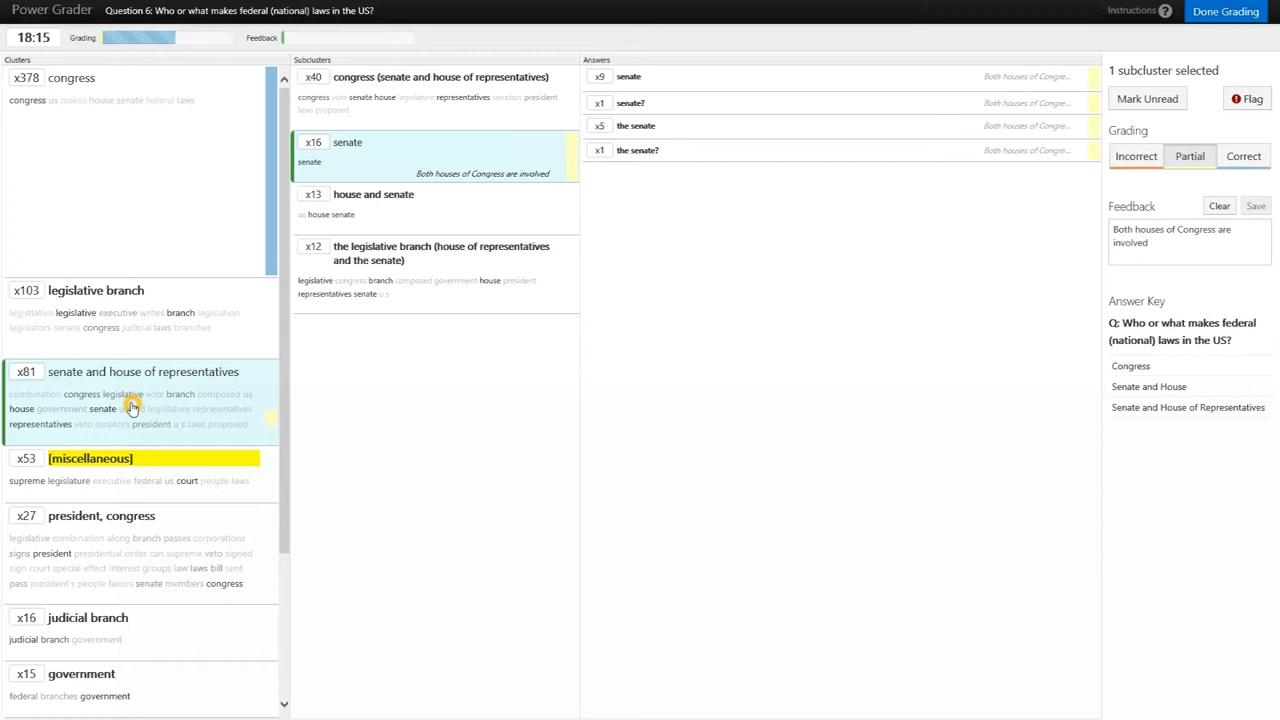 Power Grader
Question 6: Who or what makes federal (national) laws in the US?
Instructions ?
Done Grading
18:15
Grading
Feedback
Clusters
x378 congress
congress us makes house senate federal laws
x103 legislative branch
legistlative legislative executive writes branch legislation
legislators senate congress judicial laws branches
x81 senate and house of representatives
combination congress legislative vote branch composed us
house government senate legislature represenatives
representatives veto senators president u s laws proposed
x53 [miscellaneous]
supreme legislature executive federal us court people laws
x27 president, congress
legislative combination along branch passes corporations
signs president presidential order can supreme veto signed
sign court special effect interest groups law laws bill sent
pass president's people favors senate members congress
x16 judicial branch
judicial branch government
x15 government
federal branches government
Subclusters
x40 congress (senate and house of representatives)
congress vote senate house legislature representatives senators president
laws proposed
x16 senate
senate
Both houses of Congress are involved
x13 house and senate
us house senate
x12 the legislative branch (house of representatives
and the senate)
legislative congress branch composed government house president
representatives senate u s
Answers
x9 senate Both houses of Congre...
x1 senate? Both houses of Congre...
x5 the senate Both houses of Congre...
x1 the senate? Both houses of Congre...
1 subcluster selected
Mark Unread
Flag
Grading
Incorrect Partial Correct
Feedback Clear Save
Both houses of Congress are
involved
Answer Key
Q: Who or what makes federal
(national) laws in the US?
Congress
Senate and House
Senate and House of Representatives